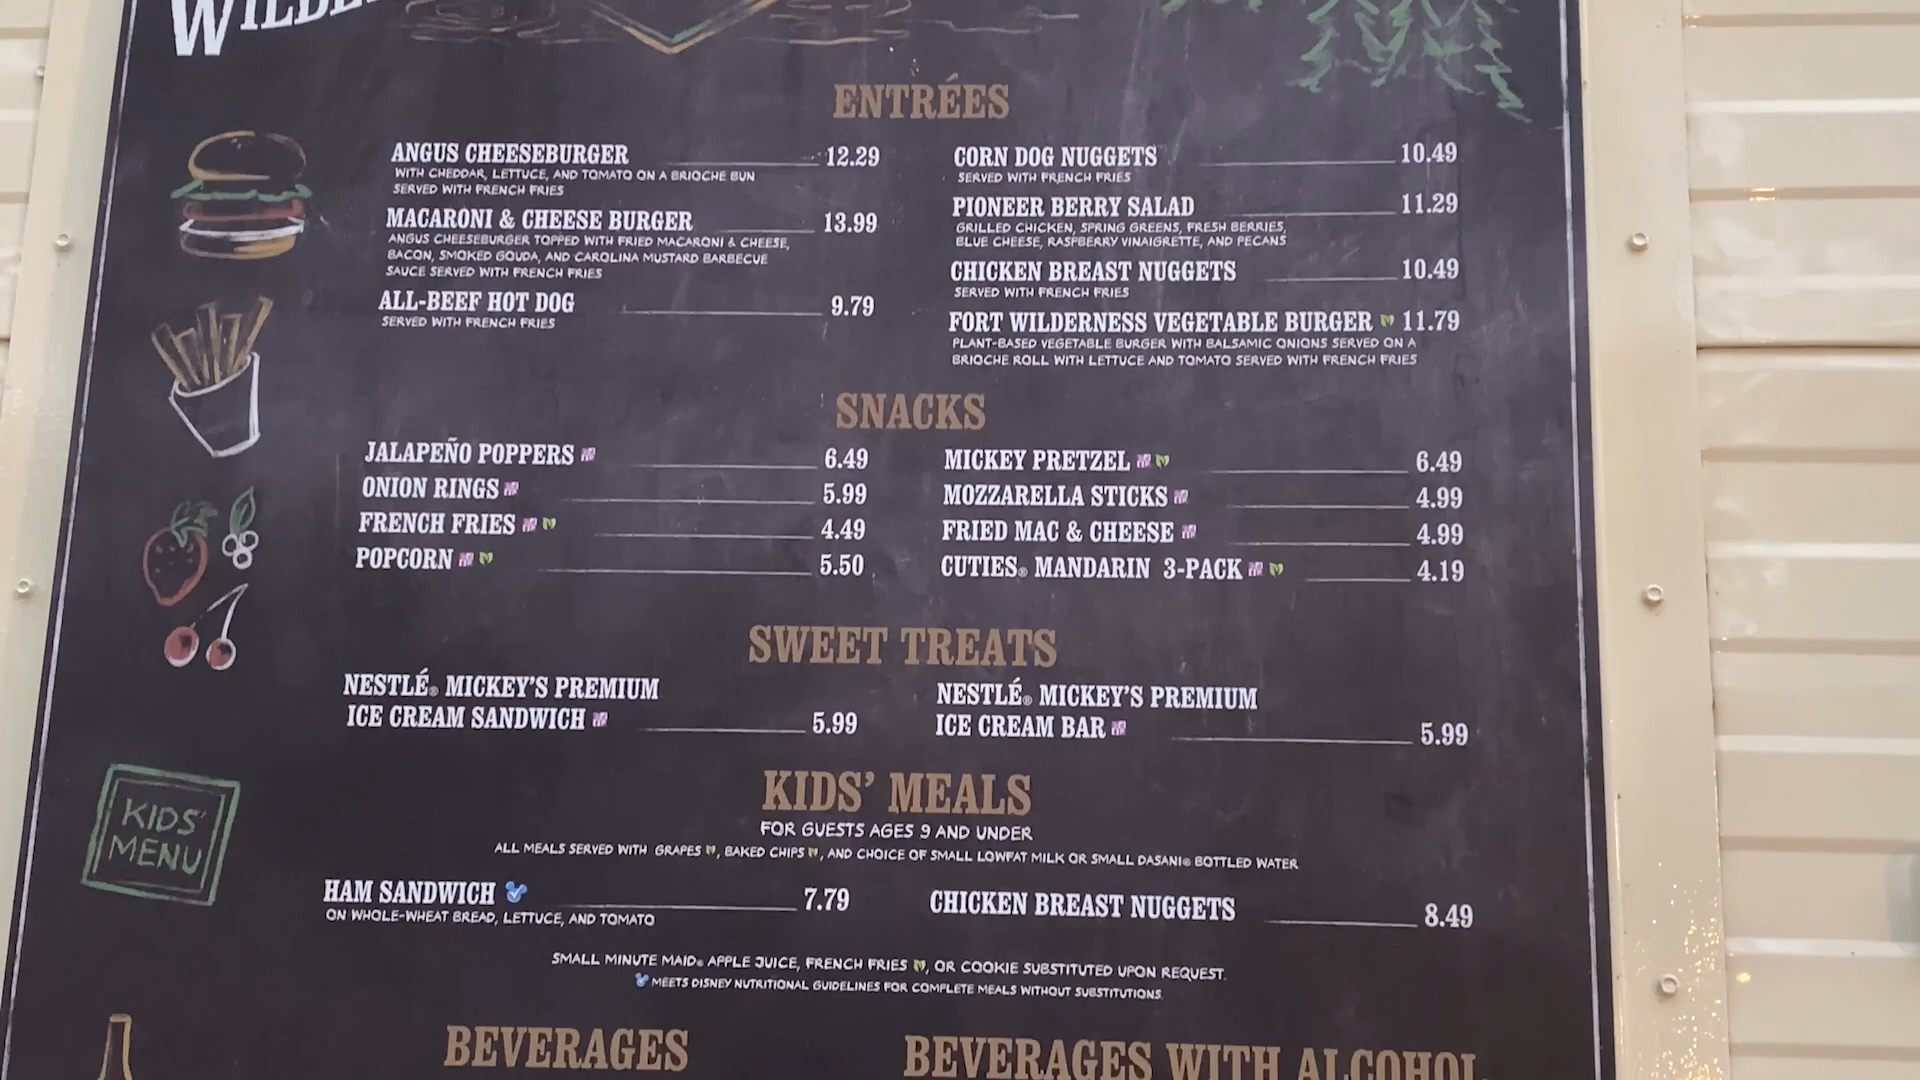 ENTRÉES
ANGUS CHEESEBURGER 12.29
WITH CHEDDAR, LETTUCE, AND TOMATO ON A BRIOCHE BUN
SERVED WITH FRENCH FRIES
MACARONI & CHEESE BURGER 13.99
ANGUS CHEESEBURGER TOPPED WITH FRIED MACARONI & CHEESE,
BACON, SMOKED GOUDA, AND CAROLINA MUSTARD BARBECUE
SAUCE SERVED WITH FRENCH FRIES
ALL-BEEF HOT DOG 9.79
SERVED WITH FRENCH FRIES
CORN DOG NUGGETS 10.49
SERVED WITH FRENCH FRIES
PIONEER BERRY SALAD 11.29
GRILLED CHICKEN, SPRING GREENS, FRESH BERRIES,
BLUE CHEESE, RASPBERRY VINAIGRETTE, AND PECANS
CHICKEN BREAST NUGGETS 10.49
SERVED WITH FRENCH FRIES
FORT WILDERNESS VEGETABLE BURGER 11.79
PLANT-BASED VEGETABLE BURGER WITH BALSAMIC ONIONS SERVED ON A
BRIOCHE ROLL WITH LETTUCE AND TOMATO SERVED WITH FRENCH FRIES
SNACKS
JALAPEÑO POPPERS 6.49
ONION RINGS 5.99
FRENCH FRIES 4.49
POPCORN 5.50
MICKEY PRETZEL 6.49
MOZZARELLA STICKS 4.99
FRIED MAC & CHEESE 4.99
CUTIES® MANDARIN 3-PACK 4.19
SWEET TREATS
NESTLÉ® MICKEY'S PREMIUM
ICE CREAM SANDWICH 5.99
NESTLÉ® MICKEY'S PREMIUM
ICE CREAM BAR 5.99
KIDS' MENU
KIDS' MEALS
FOR GUESTS AGES 9 AND UNDER
ALL MEALS SERVED WITH GRAPES, BAKED CHIPS, AND CHOICE OF SMALL LOWFAT MILK OR SMALL DASANI® BOTTLED WATER
HAM SANDWICH 7.79
ON WHOLE-WHEAT BREAD, LETTUCE, AND TOMATO
CHICKEN BREAST NUGGETS 8.49
SMALL MINUTE MAID® APPLE JUICE, FRENCH FRIES, OR COOKIE SUBSTITUTED UPON REQUEST.
MEETS DISNEY NUTRITIONAL GUIDELINES FOR COMPLETE MEALS WITHOUT SUBSTITUTIONS.
BEVERAGES
BEVERAGES WITH ALCOHOL